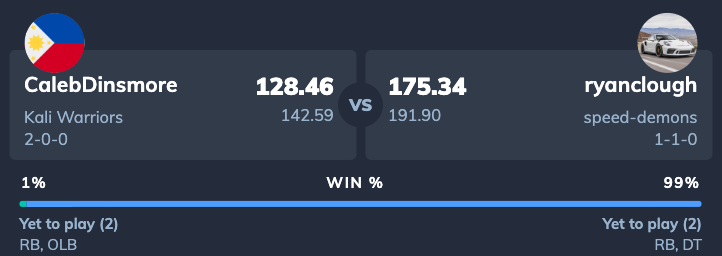 CalebDinsmore
128.46
VS
175.34
ryanclough
Kali Warriors
142.59
191.90
speed-demons
2-0-0
1-1-0
1%
WIN %
99%
Yet to play (2)
Yet to play (2)
RB, OLB
RB, DT